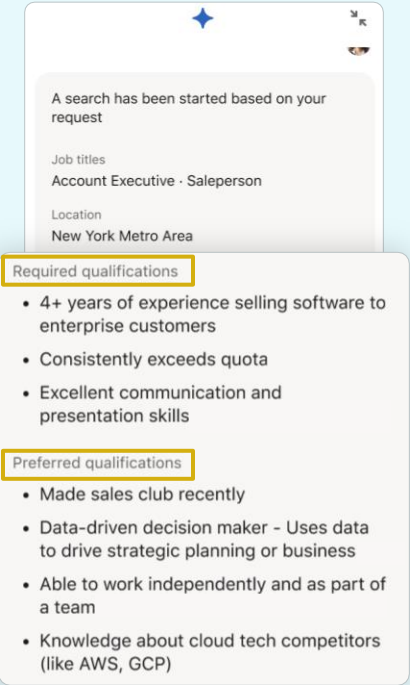 A search has been started based on your
request
Job titles
Account Executive · Saleperson
Location
New York Metro Area
Required qualifications
• 4+ years of experience selling software to
enterprise customers
• Consistently exceeds quota
• Excellent communication and
presentation skills
Preferred qualifications
• Made sales club recently
• Data-driven decision maker - Uses data
to drive strategic planning or business
• Able to work independently and as part of
a team
• Knowledge about cloud tech competitors
(like AWS, GCP)